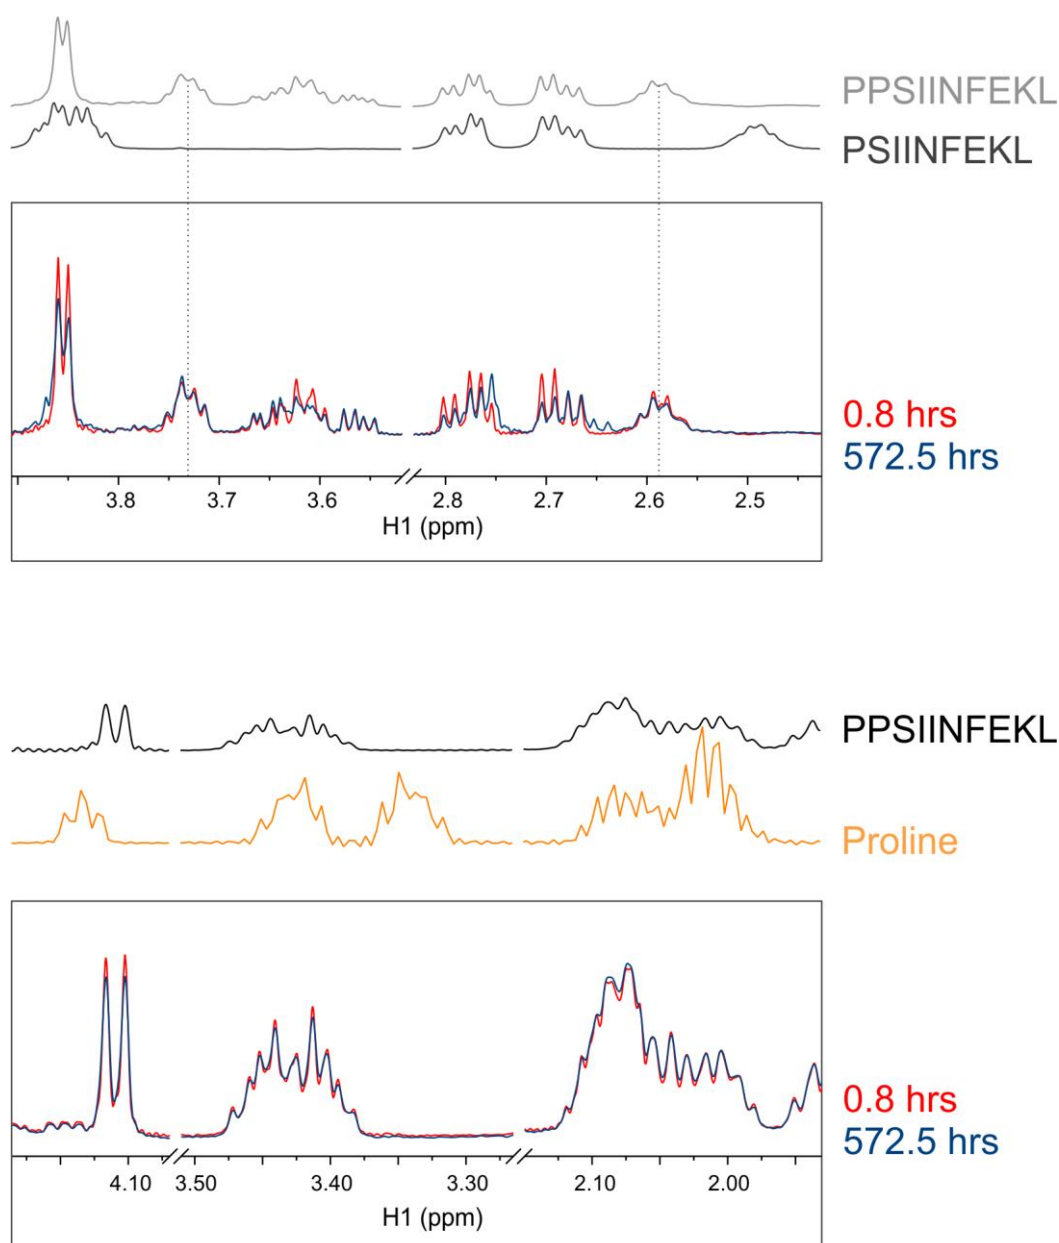 PPSIINFEKL
PSIINFEKL
0.8 hrs
572.5 hrs
3.8 3.7 3.6 2.8 2.7 2.6 2.5
H1 (ppm)
PPSIINFEKL
Proline
0.8 hrs
572.5 hrs
4.10 3.50 3.40 3.30 2.10 2.00
H1 (ppm)